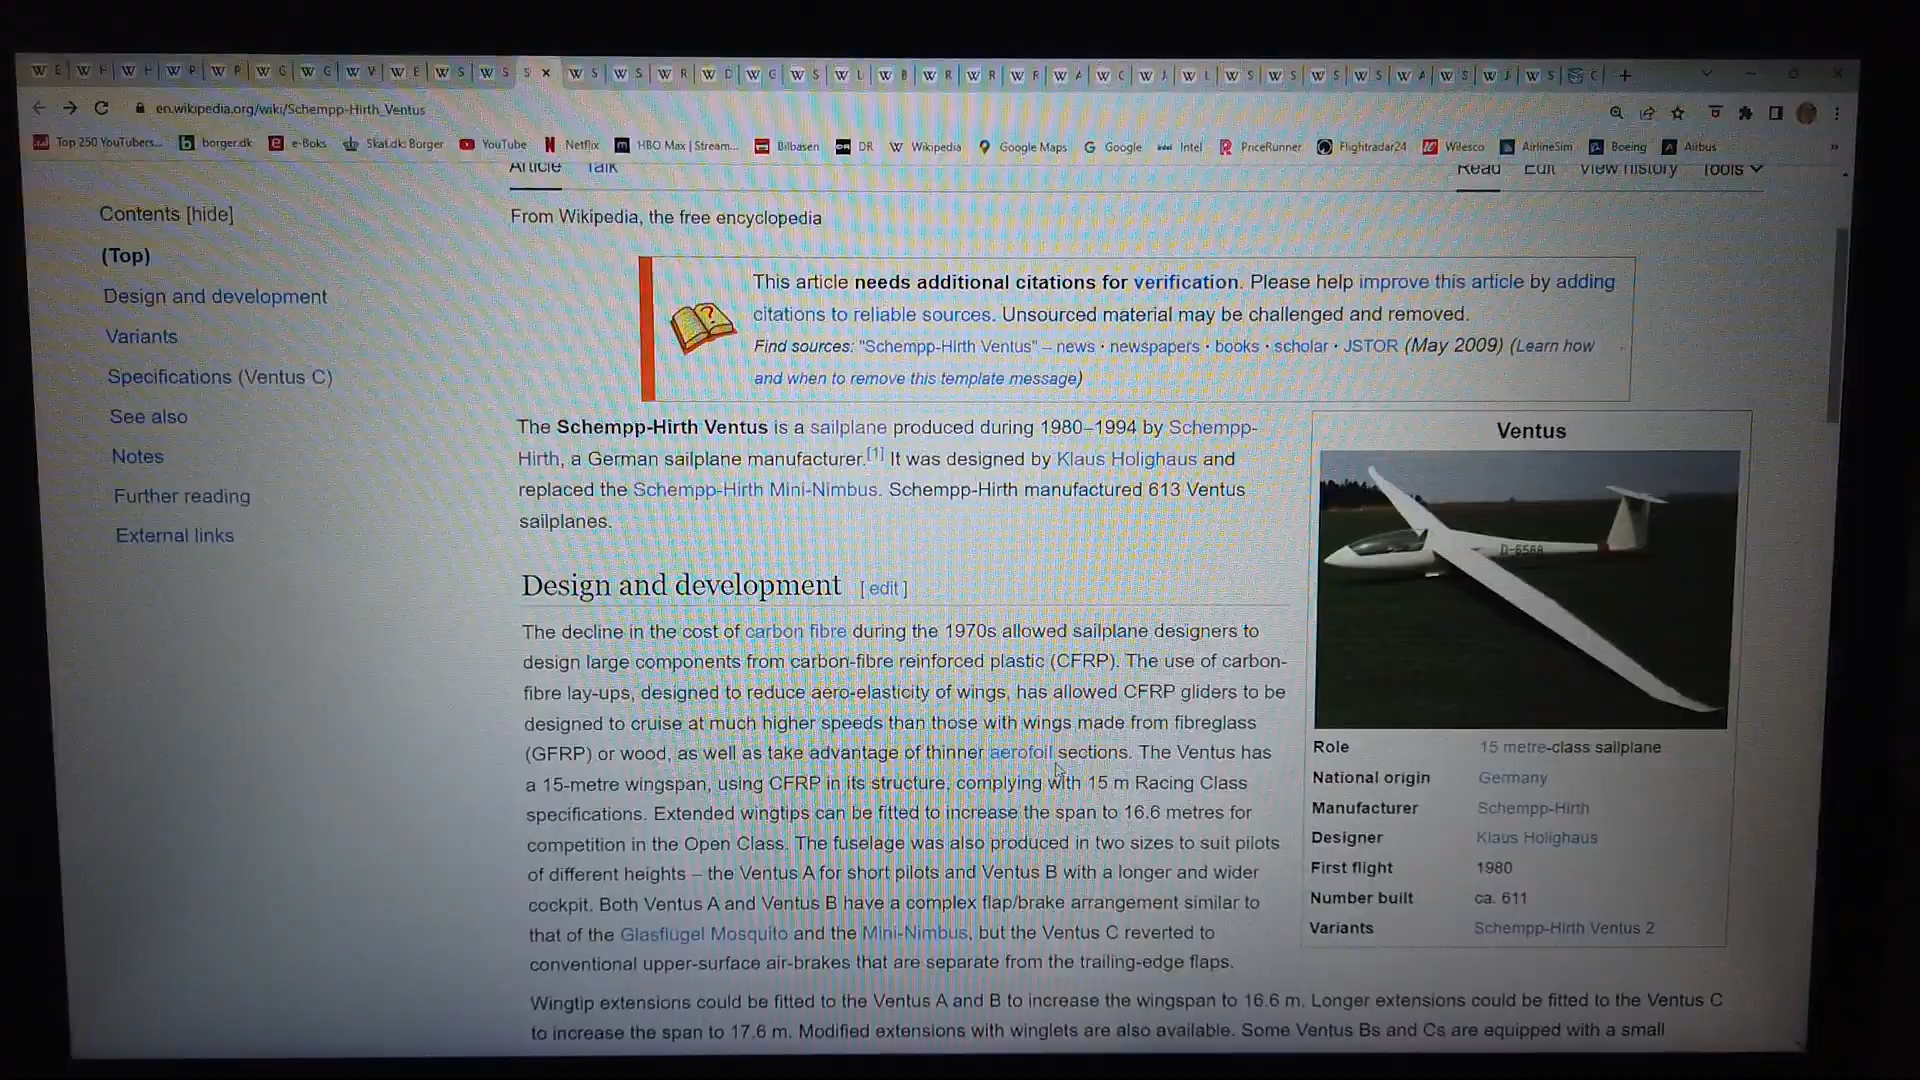 W E W F W H W P W R W G W G W V W E W S W S S × W S W S W R W D W G W S W L W B W R W R W R W A W C W J W L W S W S W S W S W A W S W J W S C +
en.wikipedia.org/wiki/Schempp-Hirth_Ventus
Top 250 YouTubers... borger.dk e-Boks Skat.dk: Borger YouTube Netflix HBO Max | Stream... Bilbasen DR Wikipedia Google Maps Google Intel PriceRunner Flightradar24 Wilesco AirlineSim Boeing Airbus »
Article Talk Read Edit View history Tools
Contents [hide]
(Top)
Design and development
Variants
Specifications (Ventus C)
See also
Notes
Further reading
External links
From Wikipedia, the free encyclopedia
This article needs additional citations for verification. Please help improve this article by adding
citations to reliable sources. Unsourced material may be challenged and removed.
Find sources: "Schempp-Hirth Ventus" – news · newspapers · books · scholar · JSTOR (May 2009) (Learn how
and when to remove this template message)
The Schempp-Hirth Ventus is a sailplane produced during 1980–1994 by Schempp-
Hirth, a German sailplane manufacturer.[1] It was designed by Klaus Holighaus and
replaced the Schempp-Hirth Mini-Nimbus. Schempp-Hirth manufactured 613 Ventus
sailplanes.
Design and development [ edit ]
The decline in the cost of carbon fibre during the 1970s allowed sailplane designers to
design large components from carbon-fibre reinforced plastic (CFRP). The use of carbon-
fibre lay-ups, designed to reduce aero-elasticity of wings, has allowed CFRP gliders to be
designed to cruise at much higher speeds than those with wings made from fibreglass
(GFRP) or wood, as well as take advantage of thinner aerofoil sections. The Ventus has
a 15-metre wingspan, using CFRP in its structure, complying with 15 m Racing Class
specifications. Extended wingtips can be fitted to increase the span to 16.6 metres for
competition in the Open Class. The fuselage was also produced in two sizes to suit pilots
of different heights – the Ventus A for short pilots and Ventus B with a longer and wider
cockpit. Both Ventus A and Ventus B have a complex flap/brake arrangement similar to
that of the Glasflügel Mosquito and the Mini-Nimbus, but the Ventus C reverted to
conventional upper-surface air-brakes that are separate from the trailing-edge flaps.
Wingtip extensions could be fitted to the Ventus A and B to increase the wingspan to 16.6 m. Longer extensions could be fitted to the Ventus C
to increase the span to 17.6 m. Modified extensions with winglets are also available. Some Ventus Bs and Cs are equipped with a small
Ventus
D-6568
Role 15 metre-class sailplane
National origin Germany
Manufacturer Schempp-Hirth
Designer Klaus Holighaus
First flight 1980
Number built ca. 611
Variants Schempp-Hirth Ventus 2